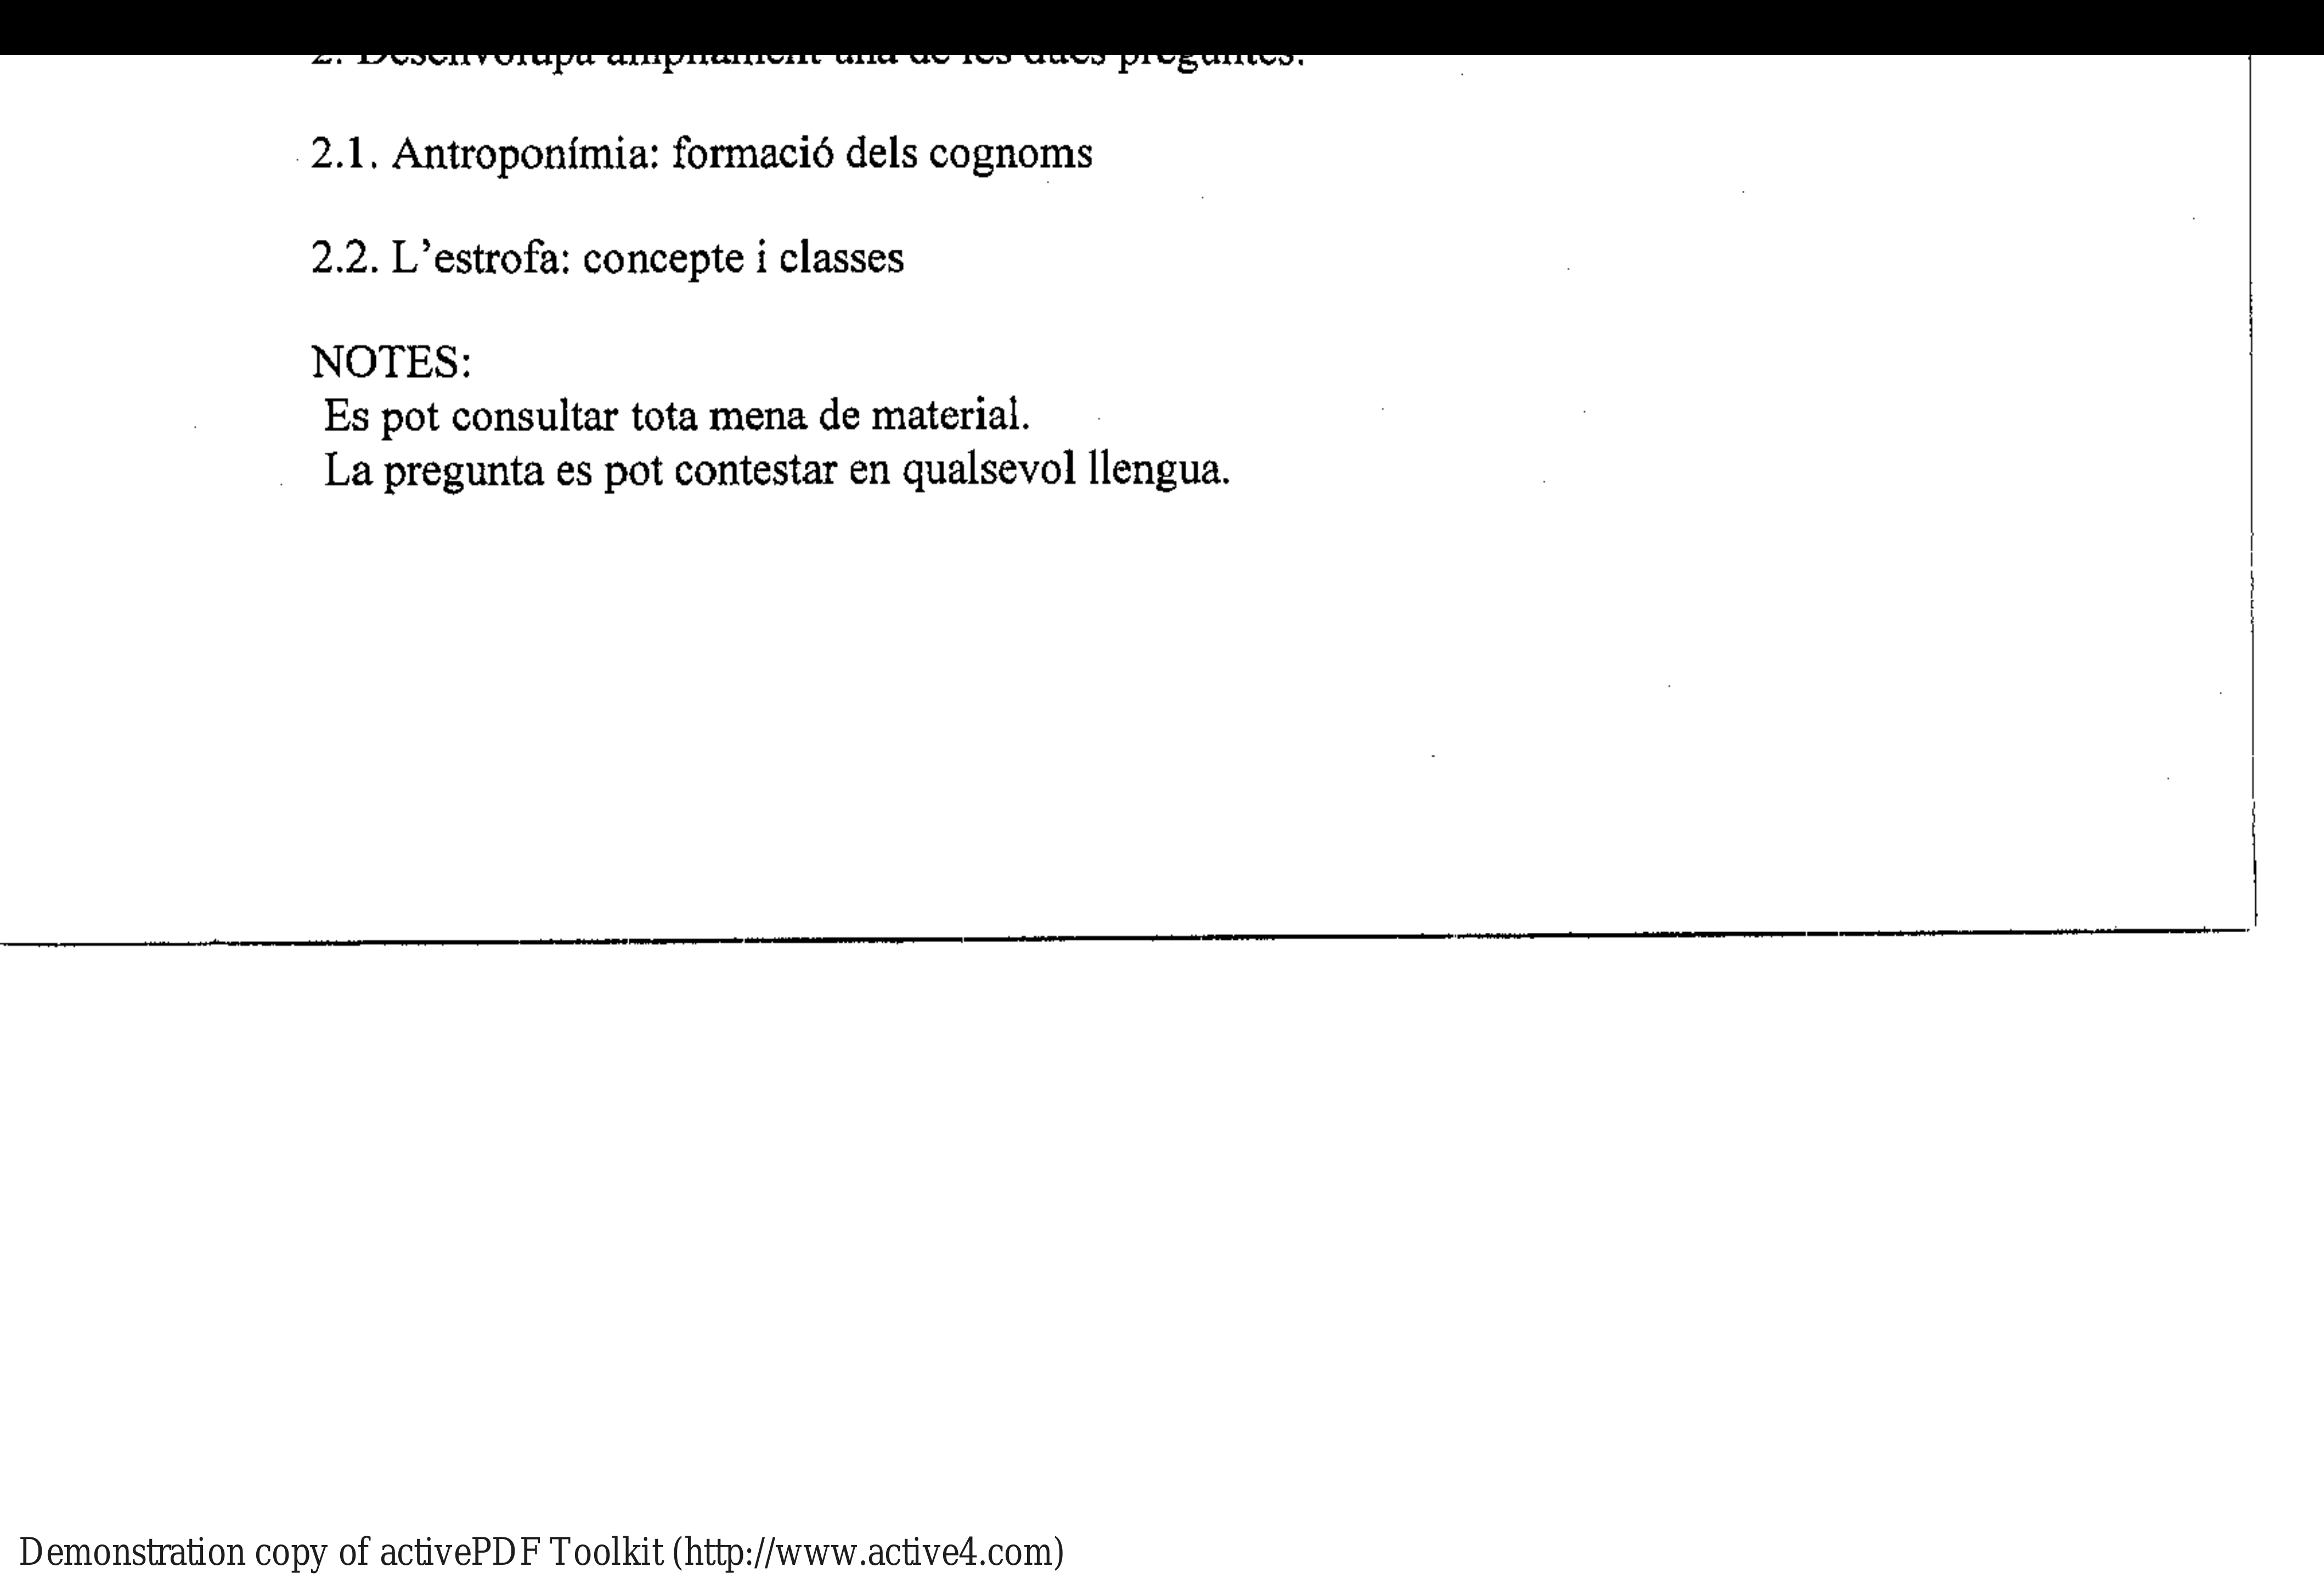 2. Desenvolupa ampliament una de les dues preguntes.
2.1. Antroponímia: formació dels cognoms
2.2. L'estrofa: concepte i classes
NOTES:
Es pot consultar tota mena de material.
La pregunta es pot contestar en qualsevol llengua.
Demonstration copy of activePDF Toolkit (http://www.active4.com)